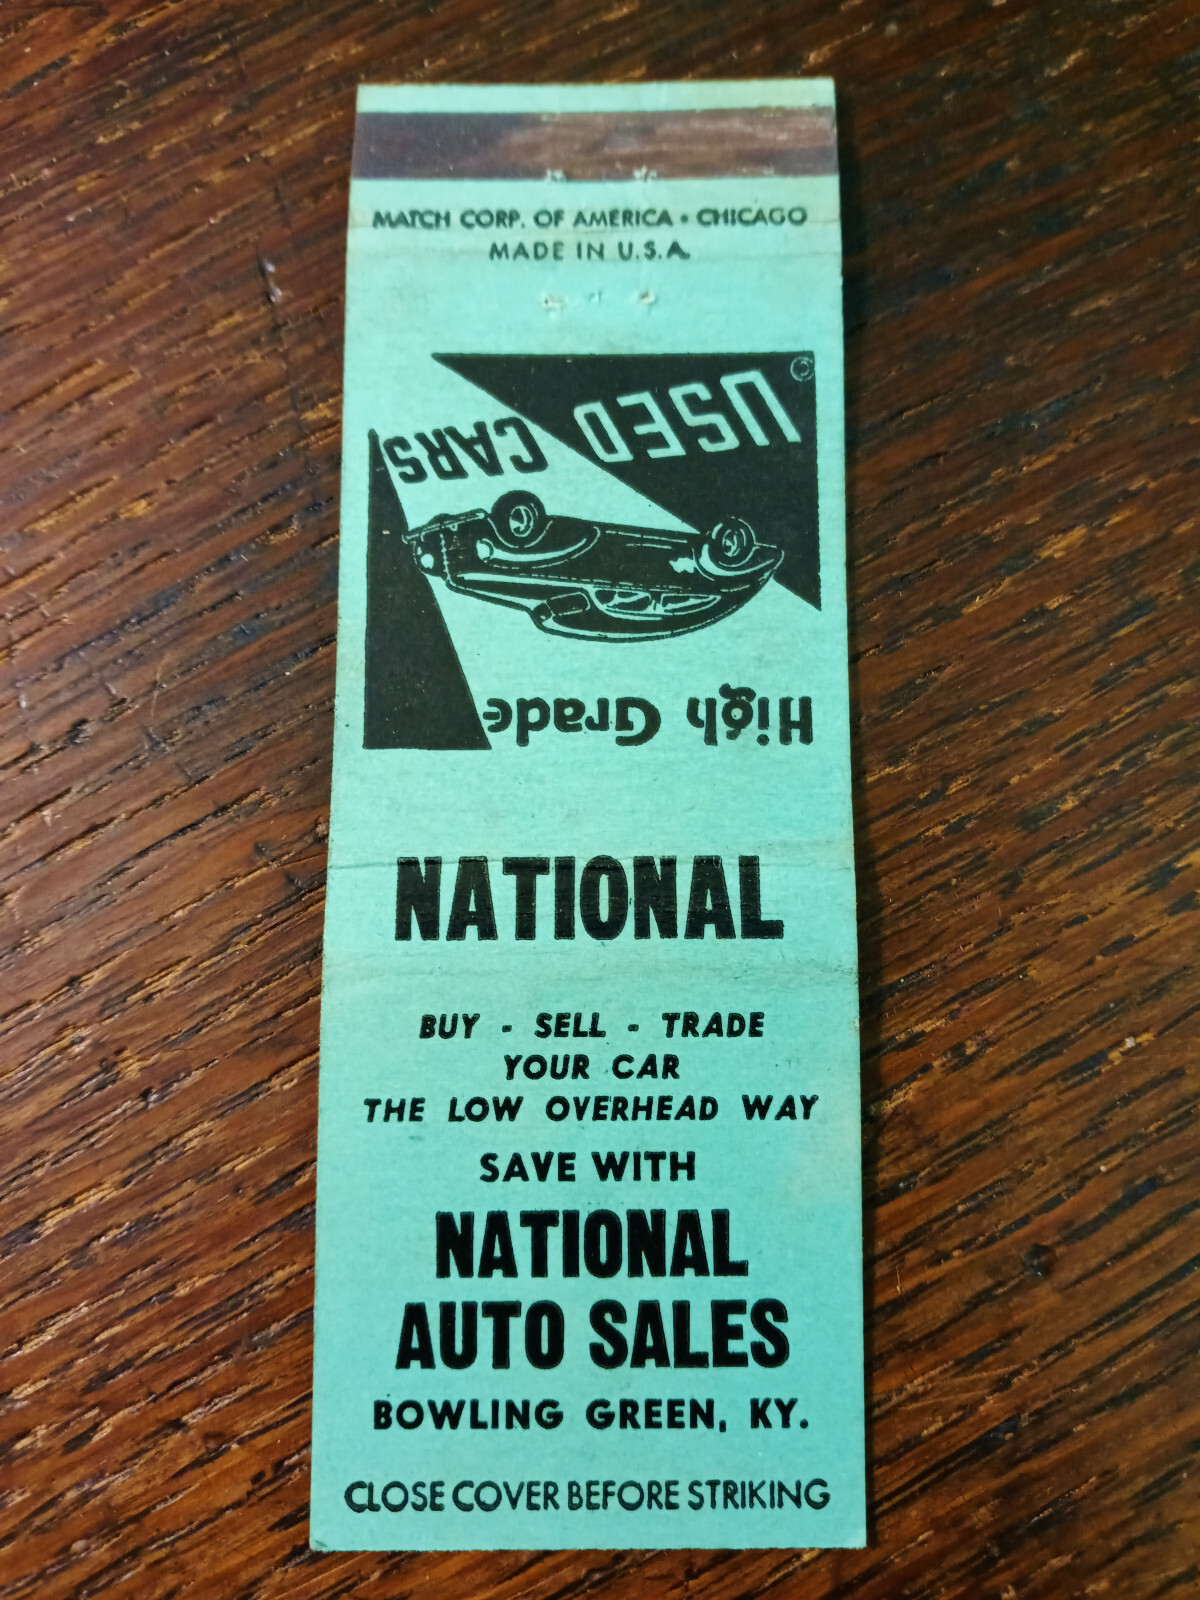 MATCH CORP. OF AMERICA • CHICAGO
MADE IN U.S.A.
High Grade
USED CARS
©
NATIONAL
BUY - SELL - TRADE
YOUR CAR
THE LOW OVERHEAD WAY
SAVE WITH
NATIONAL
AUTO SALES
BOWLING GREEN, KY.
CLOSE COVER BEFORE STRIKING